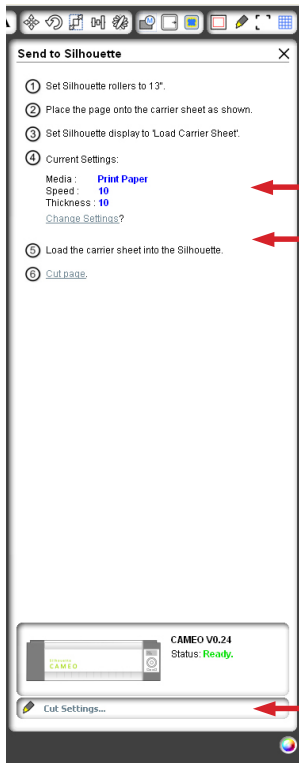 Send to Silhouette
1 Set Silhouette rollers to 13".
2 Place the page onto the carrier sheet as shown.
3 Set Silhouette display to 'Load Carrier Sheet'.
4 Current Settings:
Media : Print Paper
Speed : 10
Thickness : 10
Change Settings?
5 Load the carrier sheet into the Silhouette.
6 Cut page.
CAMEO V0.24
Status: Ready.
CAMEO
Cut Settings...